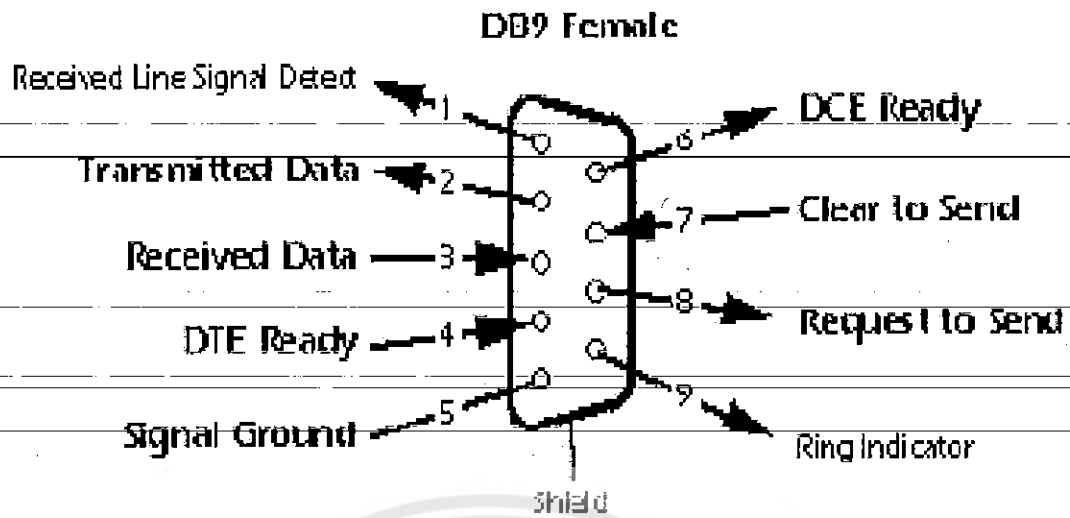 DB9 Female
Received Line Signal Detect
1
6
DCE Ready
Transmitted Data
2
7
Clear to Send
Received Data
3
8
Request to Send
DTE Ready
4
9
Ring Indicator
Signal Ground
5
Shield